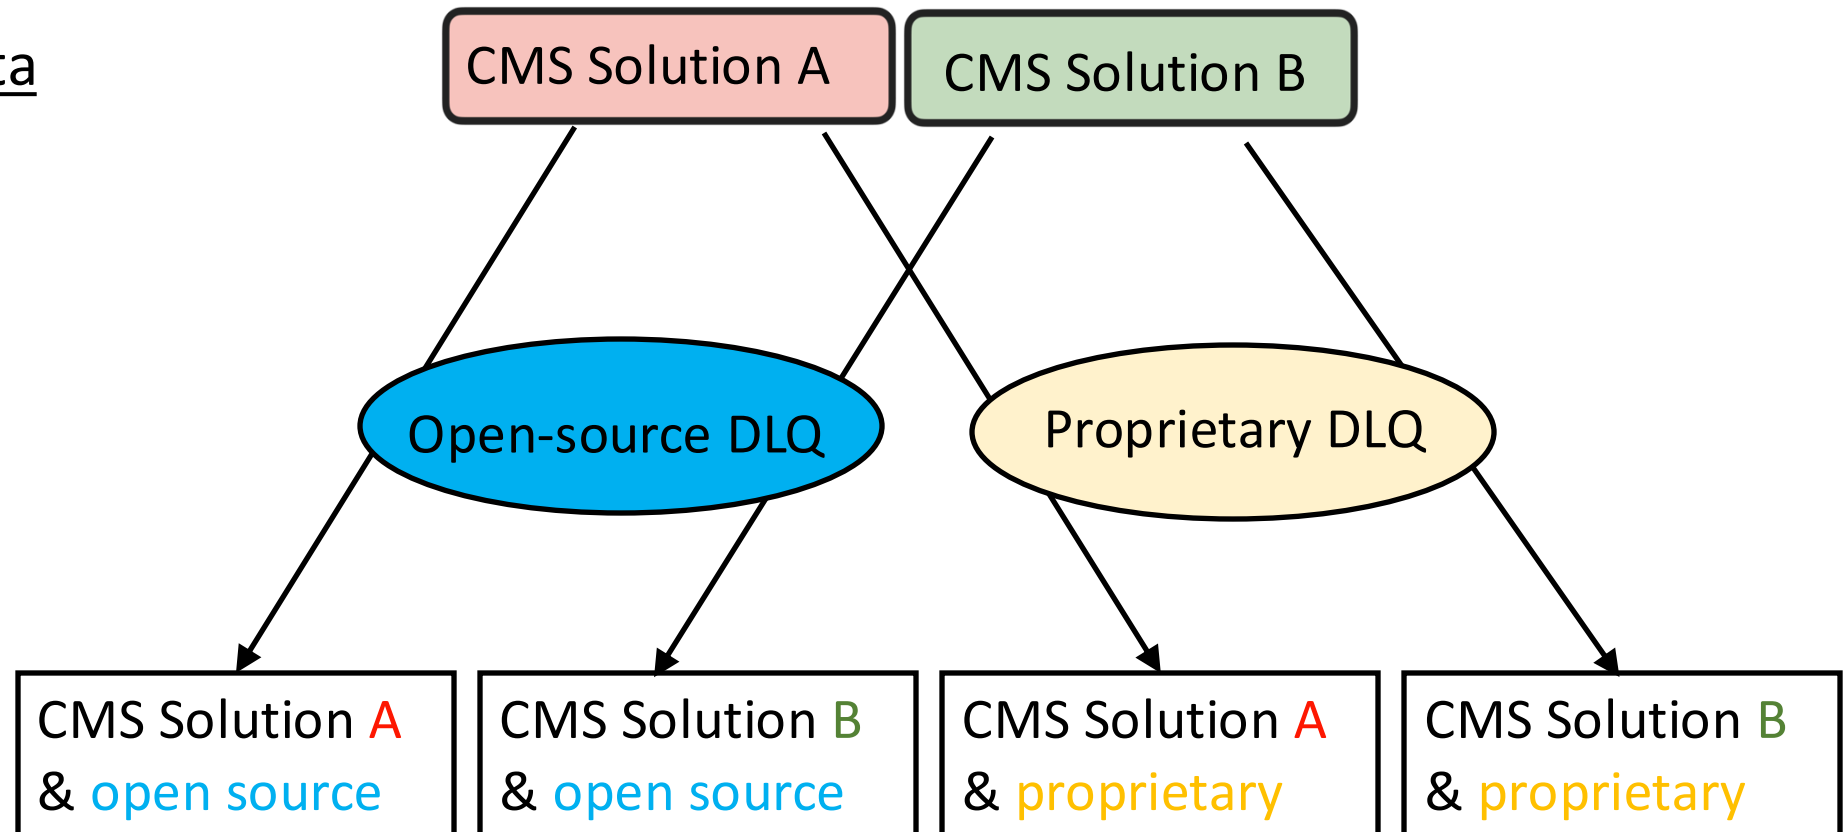 ta
CMS Solution A
CMS Solution B
Open-source DLQ
Proprietary DLQ
CMS Solution A
& open source
CMS Solution B
& open source
CMS Solution A
& proprietary
CMS Solution B
& proprietary